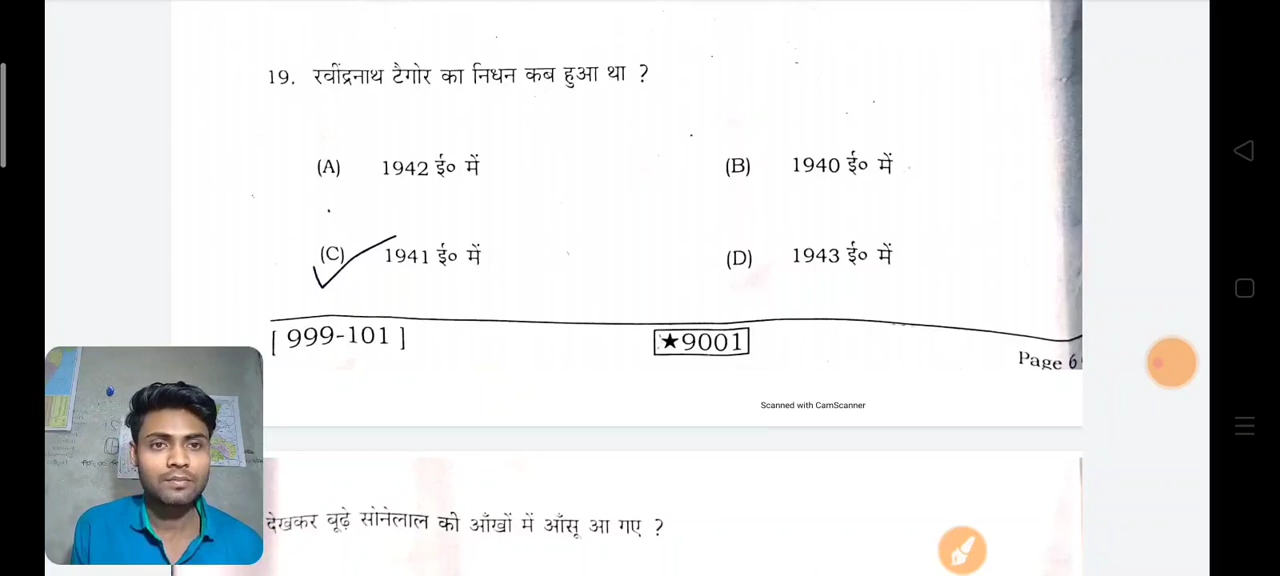 19. रवींद्रनाथ टैगोर का निधन कब हुआ था ?
(A) 1942 ई० में
(B) 1940 ई० में
(C) 1941 ई० में
(D) 1943 ई० में
[ 999-101 ]
★9001
Page 6
Scanned with CamScanner
देखकर बूढ़े सोनेलाल की आँखों में आँसू आ गए ?